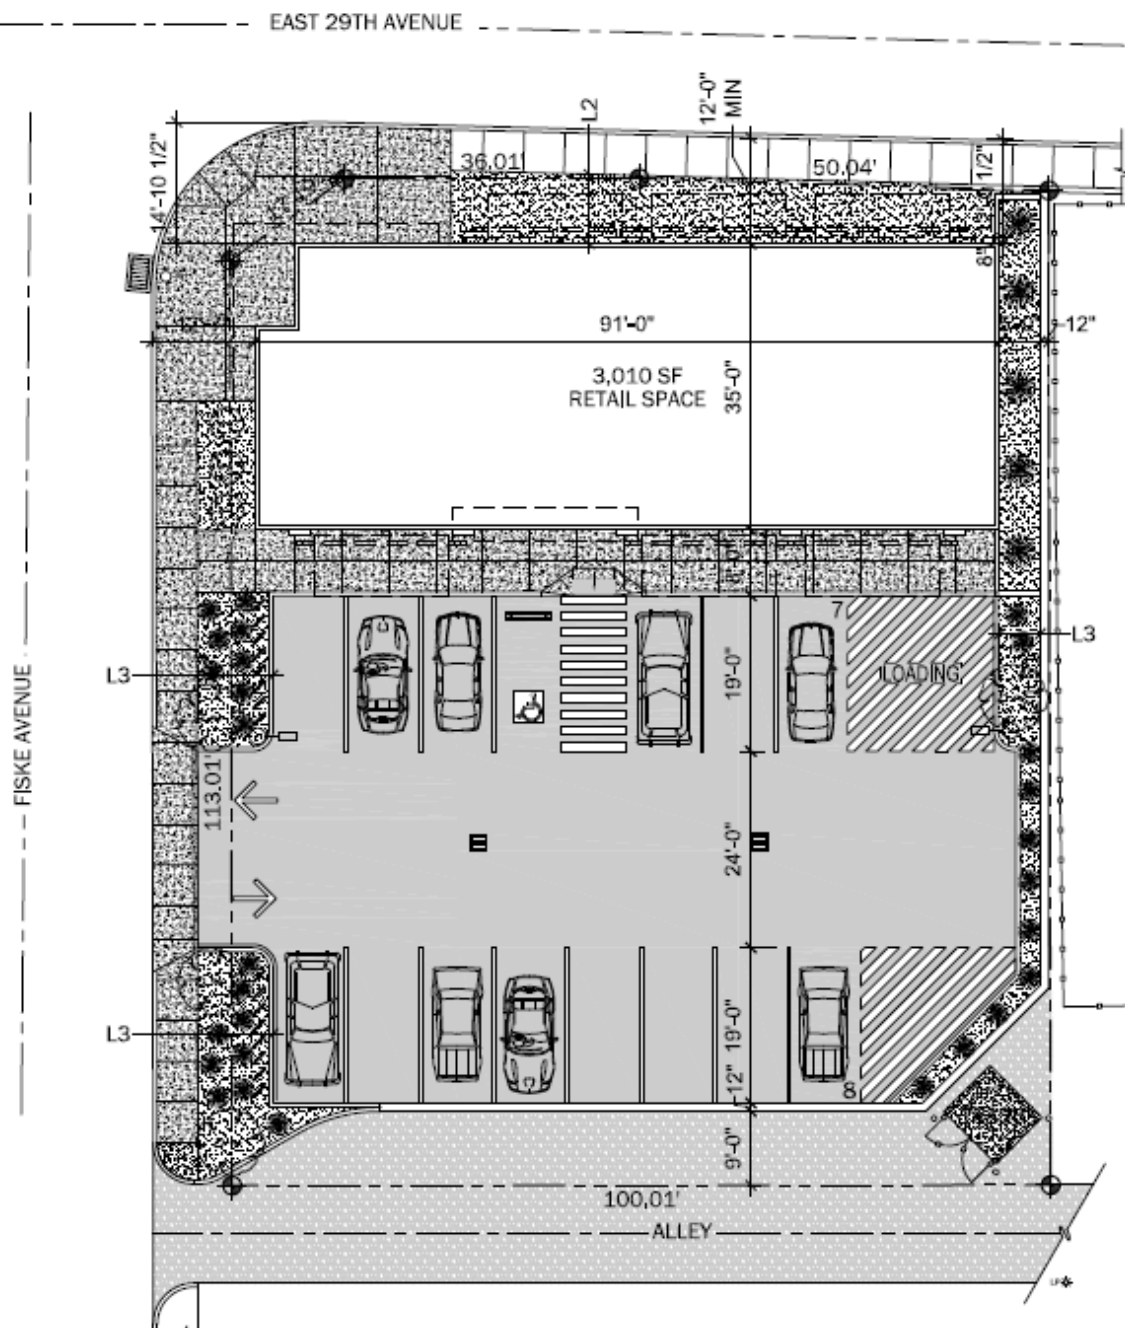 EAST 29TH AVENUE
12'-0"
MIN
L2
14'-10 1/2"
36.01'
50.04'
1/2"
8"
91'-0"
12"
3,010 SF
RETAIL SPACE
35'-0"
7
LOADING
L3
L3
19'-0"
FISKE AVENUE
113.01'
24'-0"
L3
19'-0"
12"
8
9'-0"
100.01'
ALLEY
LP